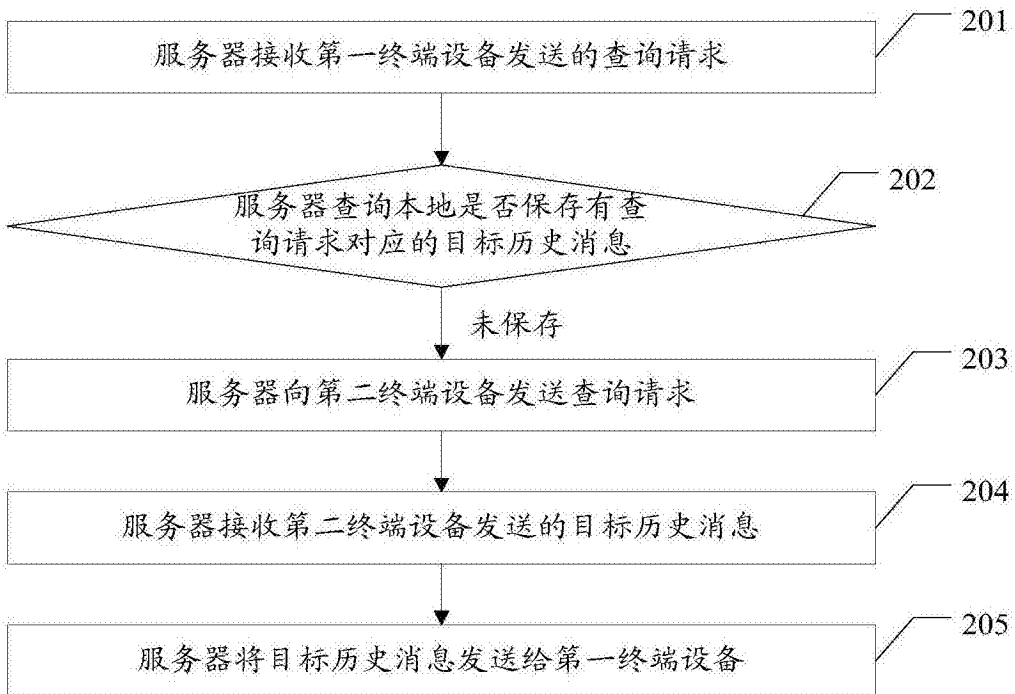 服务器接收第一终端设备发送的查询请求
201
服务器查询本地是否保存有查
询请求对应的目标历史消息
202
未保存
服务器向第二终端设备发送查询请求
203
服务器接收第二终端设备发送的目标历史消息
204
服务器将目标历史消息发送给第一终端设备
205